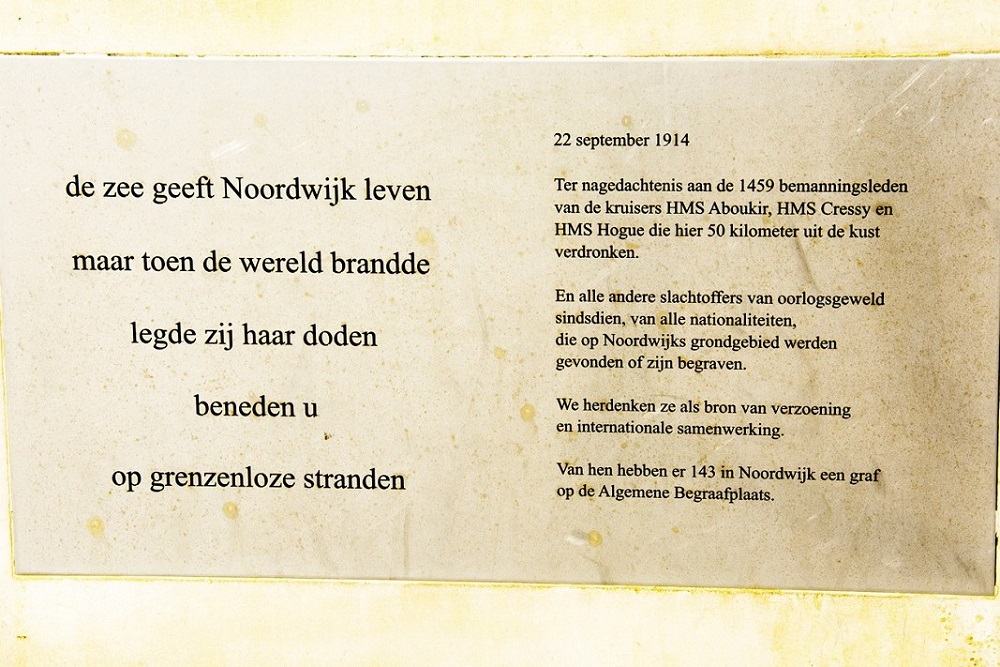 de zee geeft Noordwijk leven
maar toen de wereld brandde
legde zij haar doden
beneden u
op grenzenloze stranden
22 september 1914
Ter nagedachtenis aan de 1459 bemanningsleden
van de kruisers HMS Aboukir, HMS Cressy en
HMS Hogue die hier 50 kilometer uit de kust
verdronken.
En alle andere slachtoffers van oorlogsgeweld
sindsdien, van alle nationaliteiten,
die op Noordwijks grondgebied werden
gevonden of zijn begraven.
We herdenken ze als bron van verzoening
en internationale samenwerking.
Van hen hebben er 143 in Noordwijk een graf
op de Algemene Begraafplaats.